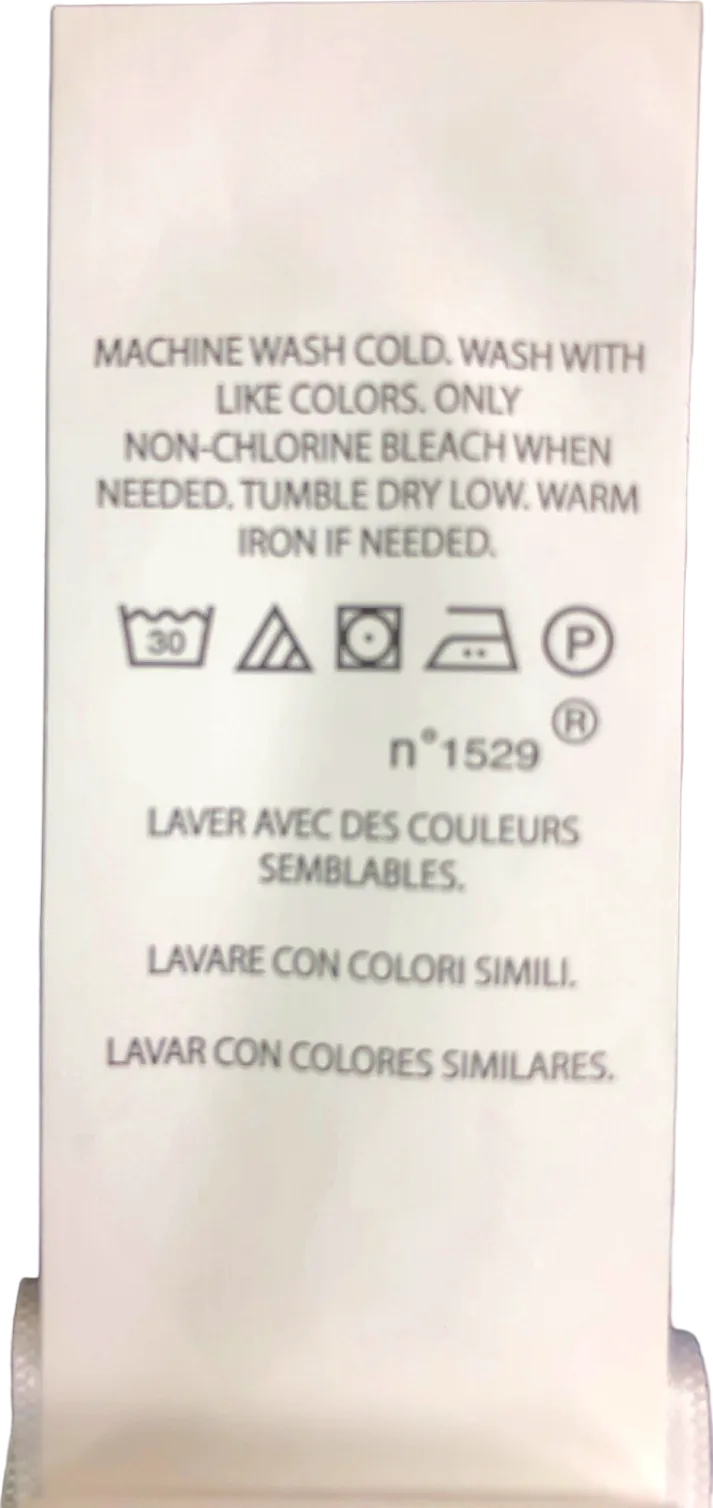 MACHINE WASH COLD. WASH WITH
LIKE COLORS. ONLY
NON-CHLORINE BLEACH WHEN
NEEDED. TUMBLE DRY LOW. WARM
IRON IF NEEDED.
30 P
n°1529 ®
LAVER AVEC DES COULEURS
SEMBLABLES.
LAVARE CON COLORI SIMILI.
LAVAR CON COLORES SIMILARES.